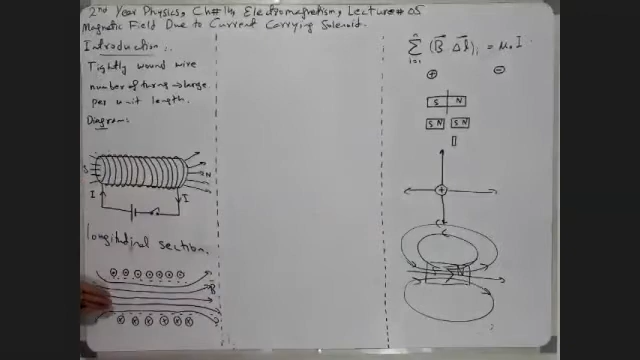 2nd Year Physics, Ch#14, Electromagnetism, Lecture#05
Magnetic Field Due to Current Carrying Solenoid.
Introduction:.
Tightly wound wire
number of turns → large
per unit length.
Diagram:
S
N
I
I
longitudinal section.
n
∑ (B⃗ . Δl⃗)i = μ₀ I
i=1
+ −
S N
S N S N
+